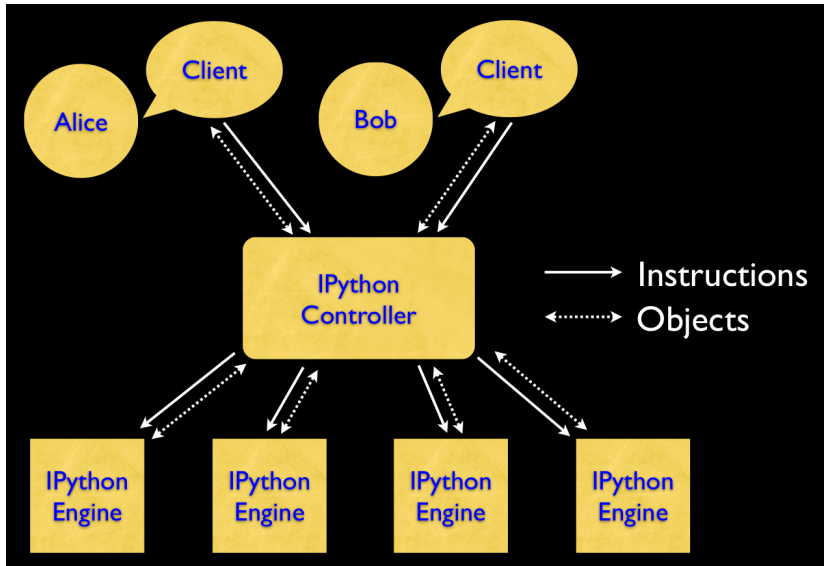 Client
Client
Alice
Bob
IPython
Controller
Instructions
Objects
IPython
Engine
IPython
Engine
IPython
Engine
IPython
Engine